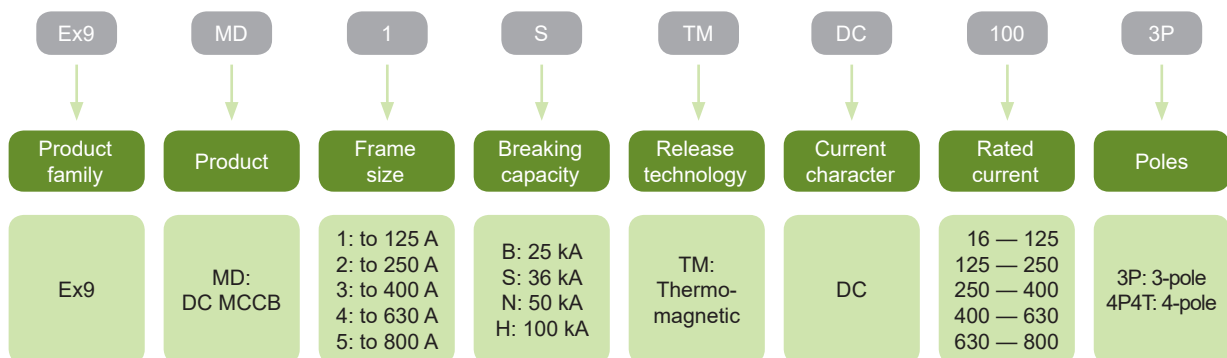 Ex9 MD 1 S TM DC 100 3P
Product family
Product
Frame size
Breaking capacity
Release technology
Current character
Rated current
Poles
Ex9
MD:
DC MCCB
1: to 125 A
2: to 250 A
3: to 400 A
4: to 630 A
5: to 800 A
B: 25 kA
S: 36 kA
N: 50 kA
H: 100 kA
TM:
Thermo-
magnetic
DC
16 — 125
125 — 250
250 — 400
400 — 630
630 — 800
3P: 3-pole
4P4T: 4-pole